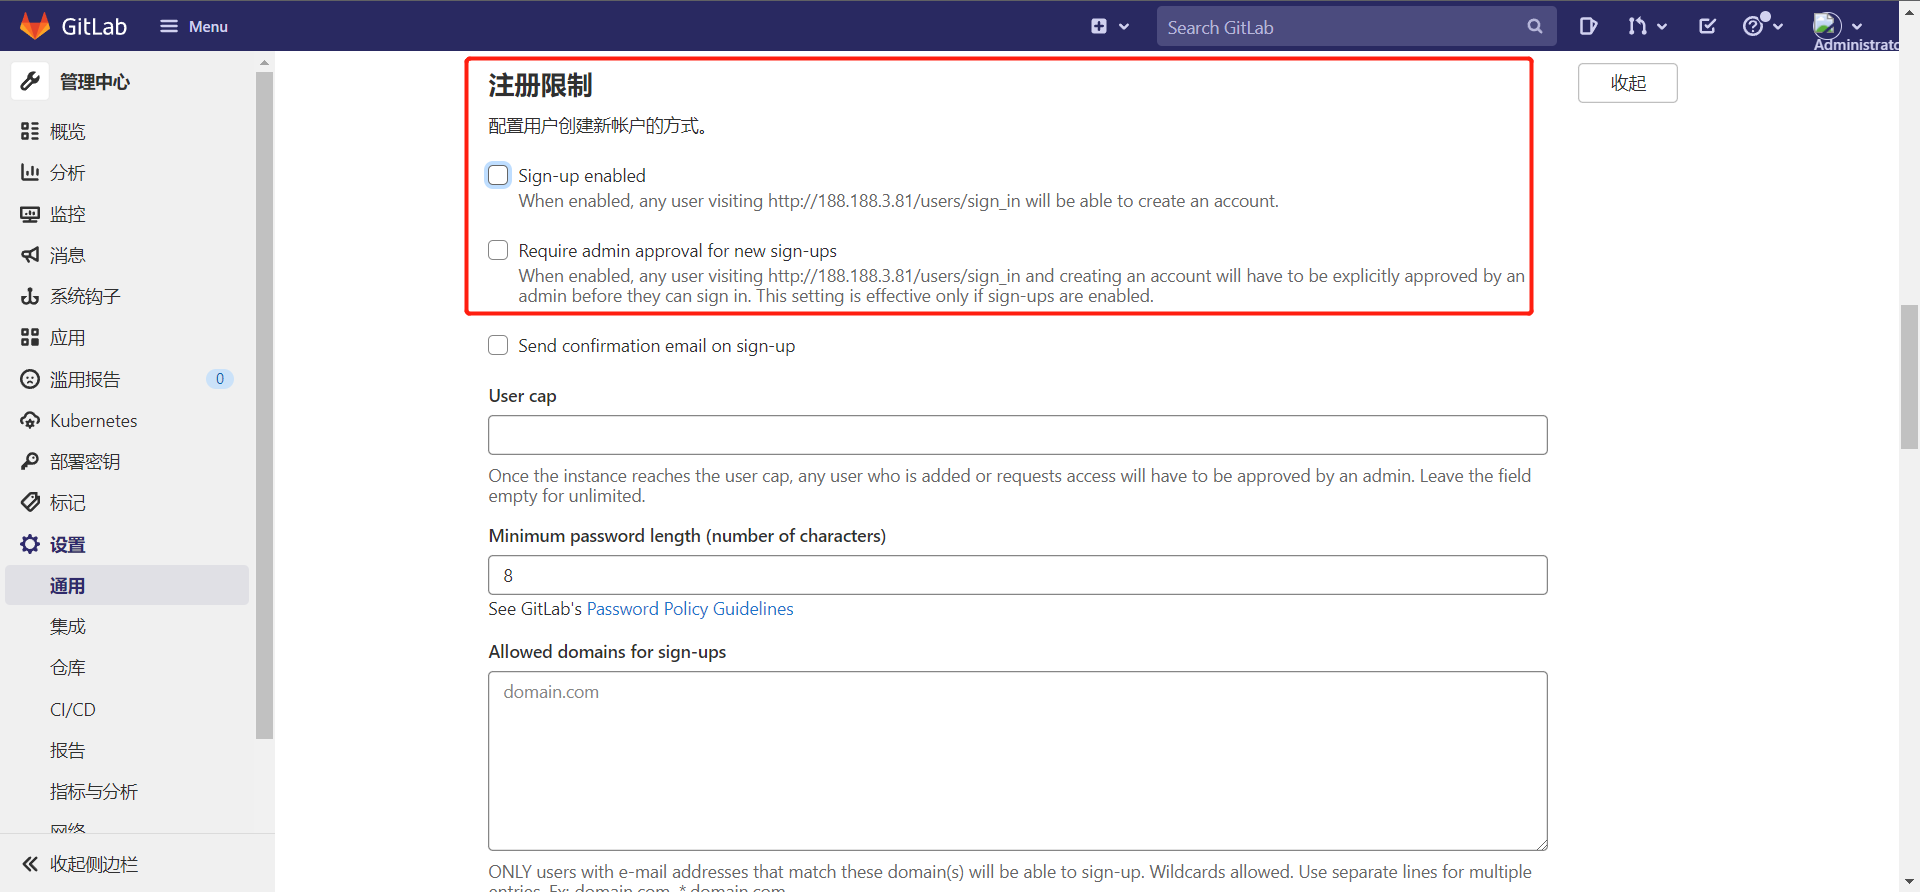 GitLab
Menu
Search GitLab
Administrato
管理中心
概览
分析
监控
消息
系统钩子
应用
滥用报告 0
Kubernetes
部署密钥
标记
设置
通用
集成
仓库
CI/CD
报告
指标与分析
网络
收起侧边栏
注册限制
收起
配置用户创建新帐户的方式。
Sign-up enabled
When enabled, any user visiting http://188.188.3.81/users/sign_in will be able to create an account.
Require admin approval for new sign-ups
When enabled, any user visiting http://188.188.3.81/users/sign_in and creating an account will have to be explicitly approved by an
admin before they can sign in. This setting is effective only if sign-ups are enabled.
Send confirmation email on sign-up
User cap
Once the instance reaches the user cap, any user who is added or requests access will have to be approved by an admin. Leave the field
empty for unlimited.
Minimum password length (number of characters)
8
See GitLab's Password Policy Guidelines
Allowed domains for sign-ups
domain.com
ONLY users with e-mail addresses that match these domain(s) will be able to sign-up. Wildcards allowed. Use separate lines for multiple
entries. Ex: domain.com, *.domain.com